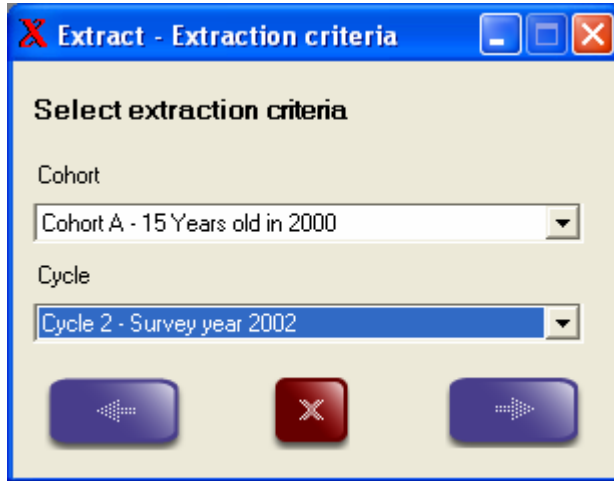 X Extract - Extraction criteria
Select extraction criteria
Cohort
Cohort A - 15 Years old in 2000
Cycle
Cycle 2 - Survey year 2002